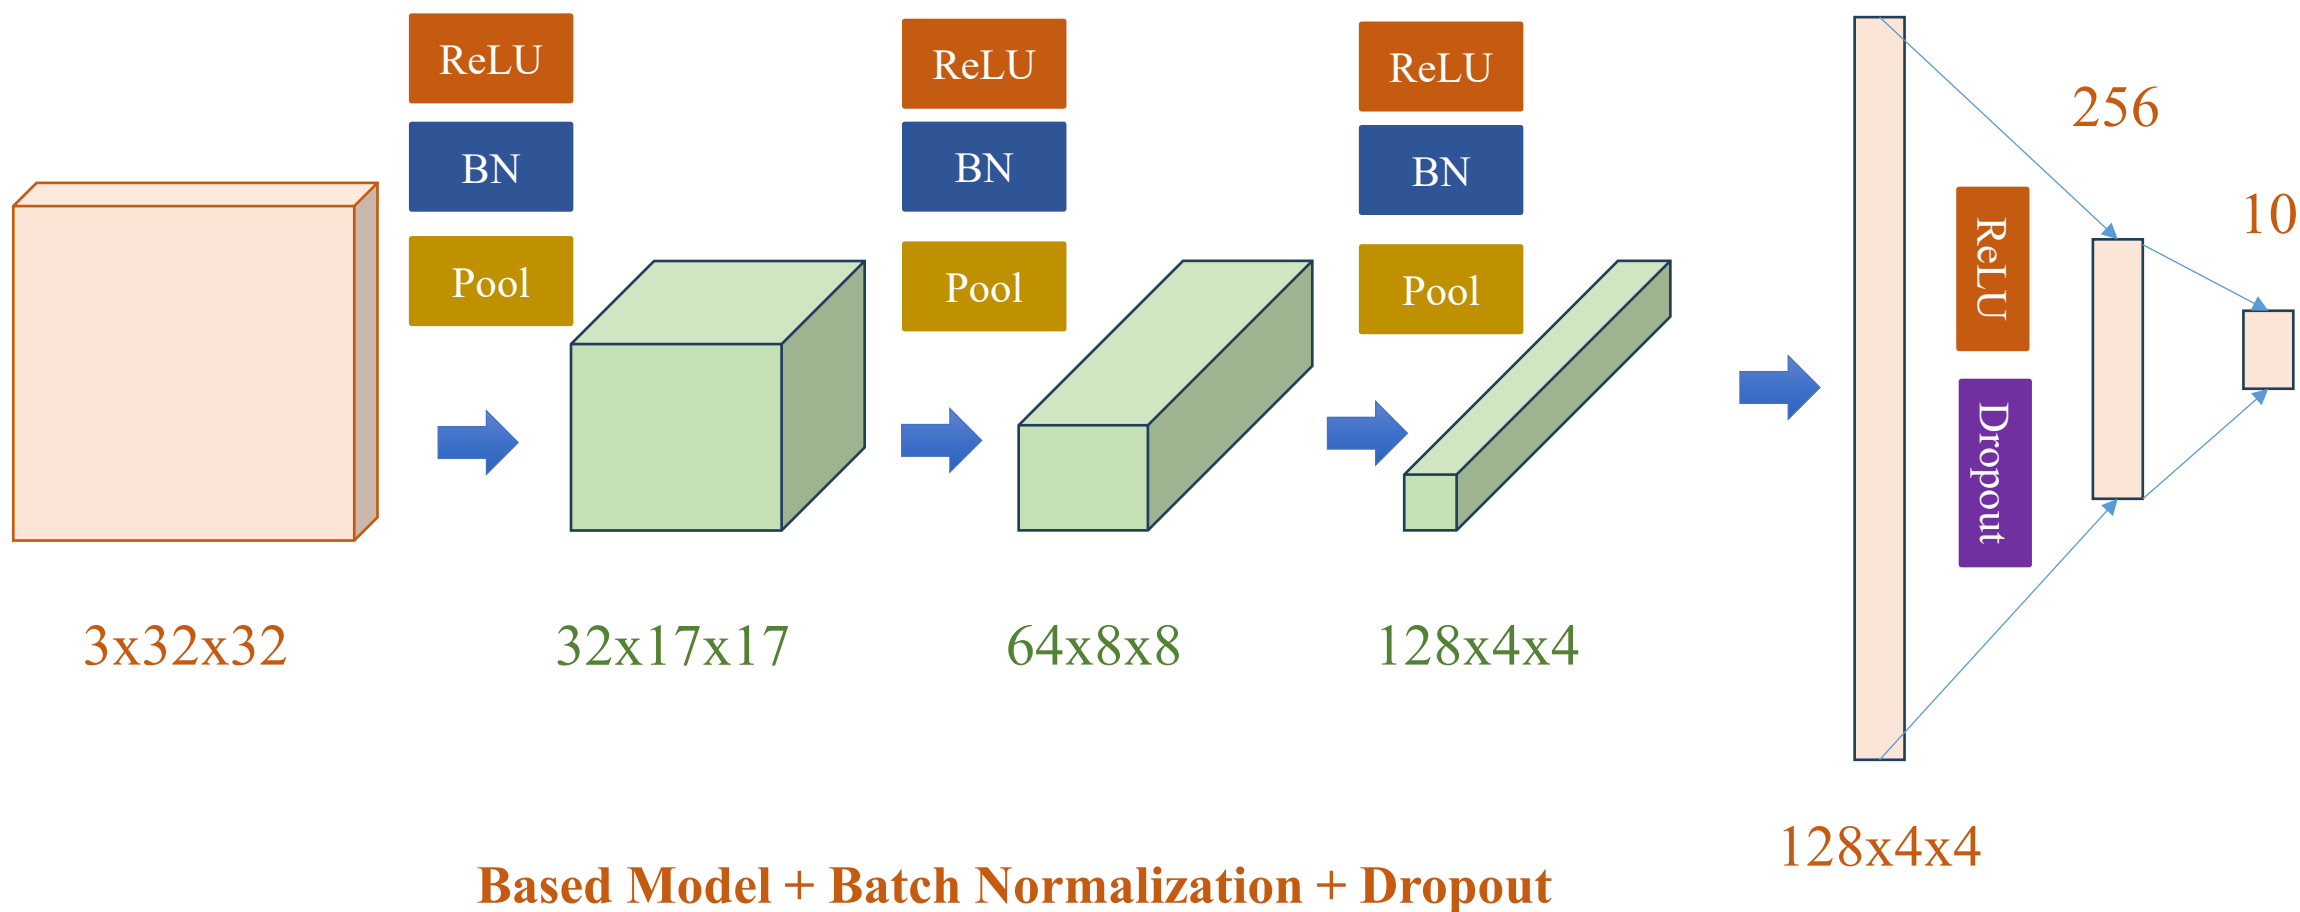 ReLU
BN
Pool
ReLU
BN
Pool
ReLU
BN
Pool
256
10
ReLU
Dropout
3x32x32
32x17x17
64x8x8
128x4x4
128x4x4
Based Model + Batch Normalization + Dropout